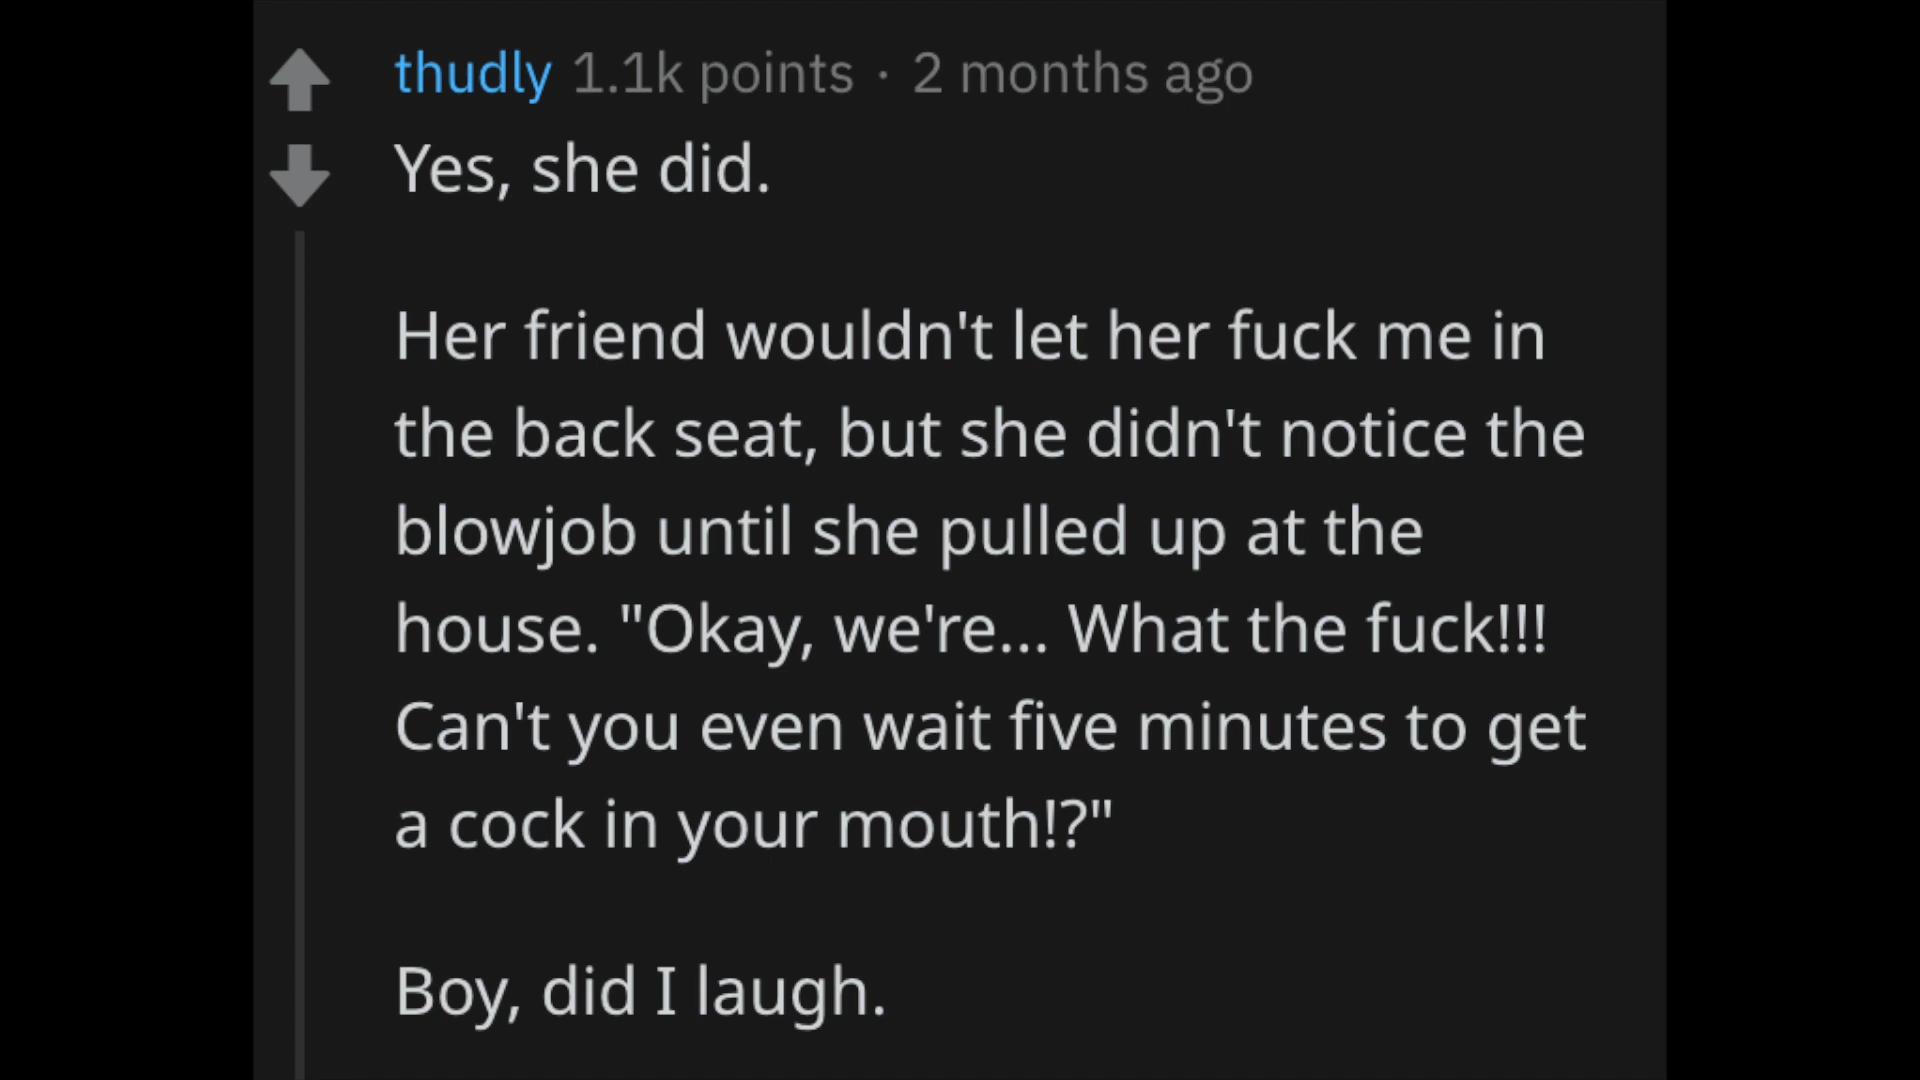 thudly 1.1k points · 2 months ago
Yes, she did.
Her friend wouldn't let her fuck me in
the back seat, but she didn't notice the
blowjob until she pulled up at the
house. "Okay, we're... What the fuck!!!
Can't you even wait five minutes to get
a cock in your mouth!?"
Boy, did I laugh.